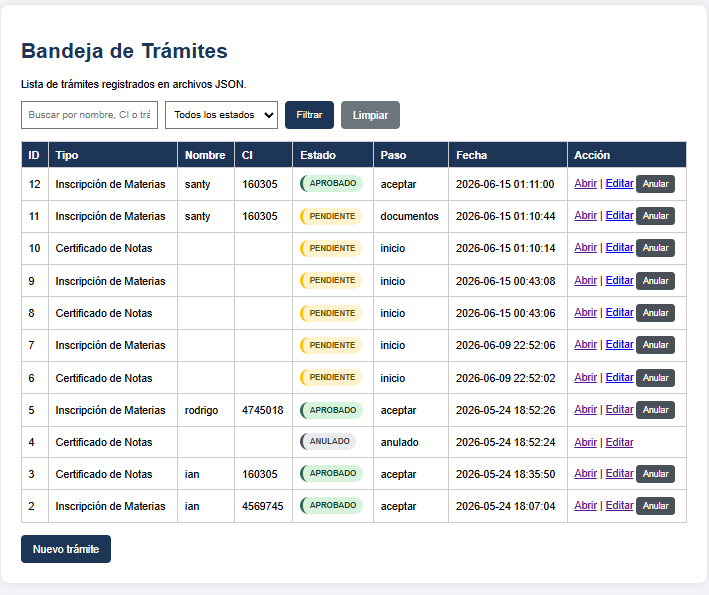 Bandeja de Trámites
Lista de trámites registrados en archivos JSON.
Buscar por nombre, CI o trá Todos los estados Filtrar Limpiar
ID Tipo Nombre CI Estado Paso Fecha Acción
12 Inscripción de Materias santy 160305 APROBADO aceptar 2026-06-15 01:11:00 Abrir | Editar Anular
11 Inscripción de Materias santy 160305 PENDIENTE documentos 2026-06-15 01:10:44 Abrir | Editar Anular
10 Certificado de Notas PENDIENTE inicio 2026-06-15 01:10:14 Abrir | Editar Anular
9 Inscripción de Materias PENDIENTE inicio 2026-06-15 00:43:08 Abrir | Editar Anular
8 Certificado de Notas PENDIENTE inicio 2026-06-15 00:43:06 Abrir | Editar Anular
7 Inscripción de Materias PENDIENTE inicio 2026-06-09 22:52:06 Abrir | Editar Anular
6 Certificado de Notas PENDIENTE inicio 2026-06-09 22:52:02 Abrir | Editar Anular
5 Inscripción de Materias rodrigo 4745018 APROBADO aceptar 2026-05-24 18:52:26 Abrir | Editar Anular
4 Certificado de Notas ANULADO anulado 2026-05-24 18:52:24 Abrir | Editar
3 Certificado de Notas ian 160305 APROBADO aceptar 2026-05-24 18:35:50 Abrir | Editar Anular
2 Inscripción de Materias ian 4569745 APROBADO aceptar 2026-05-24 18:07:04 Abrir | Editar Anular
Nuevo trámite